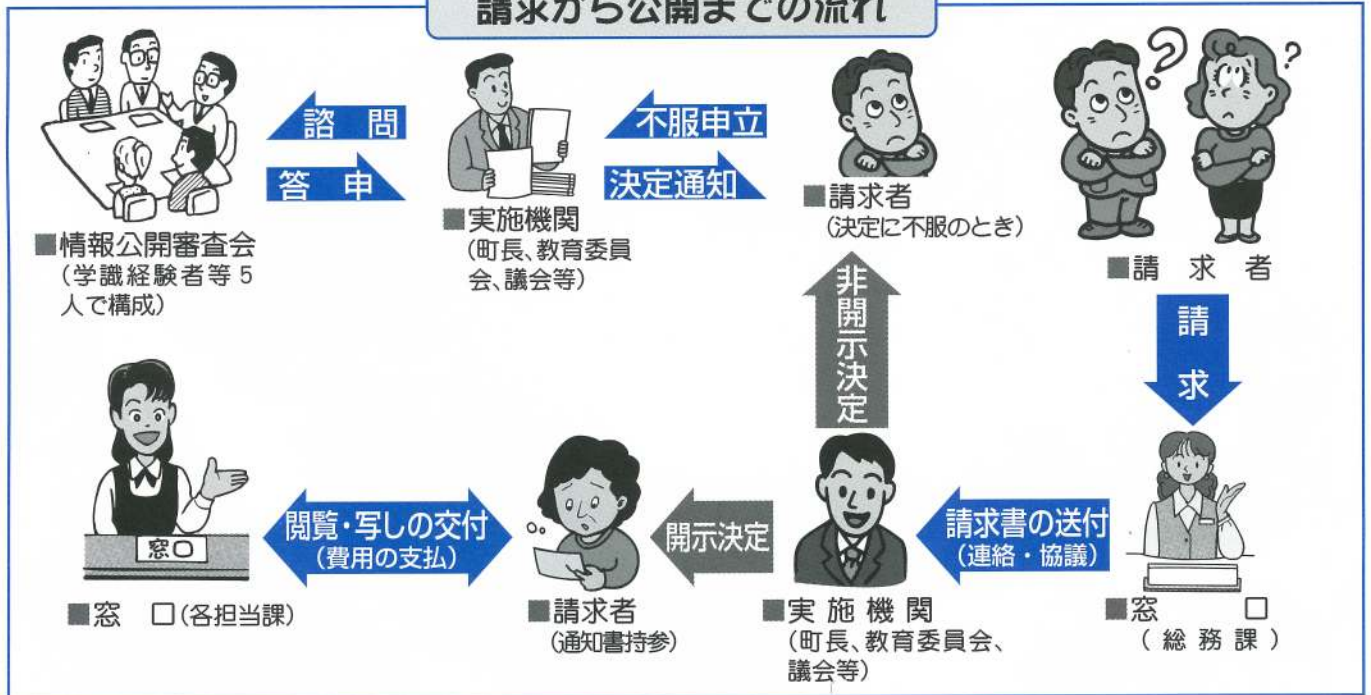 請求から公開までの流れ
諮問
答申
不服申立
決定通知
■情報公開審査会
(学識経験者等5
人で構成)
■実施機関
(町長、教育委員
会、議会等)
■請求者
(決定に不服のとき)
■請求者
請求
非開示決定
窓口
■窓口(各担当課)
閲覧・写しの交付
(費用の支払)
■請求者
(通知書持参)
開示決定
■実施機関
(町長、教育委員会、
議会等)
請求書の送付
(連絡・協議)
■窓口
(総務課)
?
?